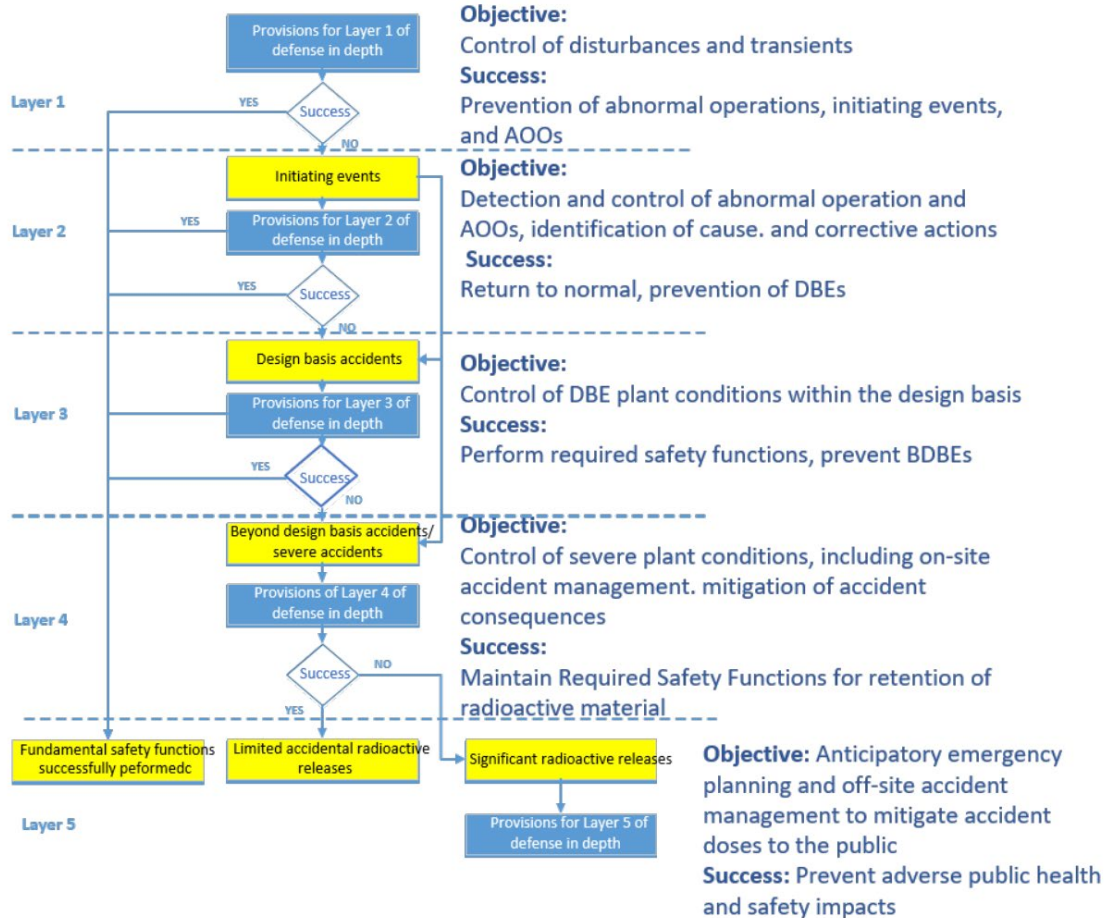 Provisions for Layer 1 of
defense in depth
Objective:
Control of disturbances and transients
Success:
Prevention of abnormal operations, initiating events,
and AOOs
Layer 1
YES
Success
NO
Initiating events
Objective:
Detection and control of abnormal operation and
AOOs, identification of cause. and corrective actions
Success:
Return to normal, prevention of DBEs
Layer 2
YES
Provisions for Layer 2 of
defense in depth
YES
Success
NO
Design basis accidents
Objective:
Control of DBE plant conditions within the design basis
Success:
Perform required safety functions, prevent BDBEs
Layer 3
Provisions for Layer 3 of
defense in depth
YES
Success
NO
Beyond design basis accidents/
severe accidents
Objective:
Control of severe plant conditions, including on-site
accident management. mitigation of accident
consequences
Success:
Maintain Required Safety Functions for retention of
radioactive material
Layer 4
Provisions of Layer 4 of
defense in depth
Success
NO
YES
Fundamental safety functions
successfully peformedc
Limited accidental radioactive
releases
Significant radioactive releases
Layer 5
Provisions for Layer 5 of
defense in depth
Objective: Anticipatory emergency
planning and off-site accident
management to mitigate accident
doses to the public
Success: Prevent adverse public health
and safety impacts